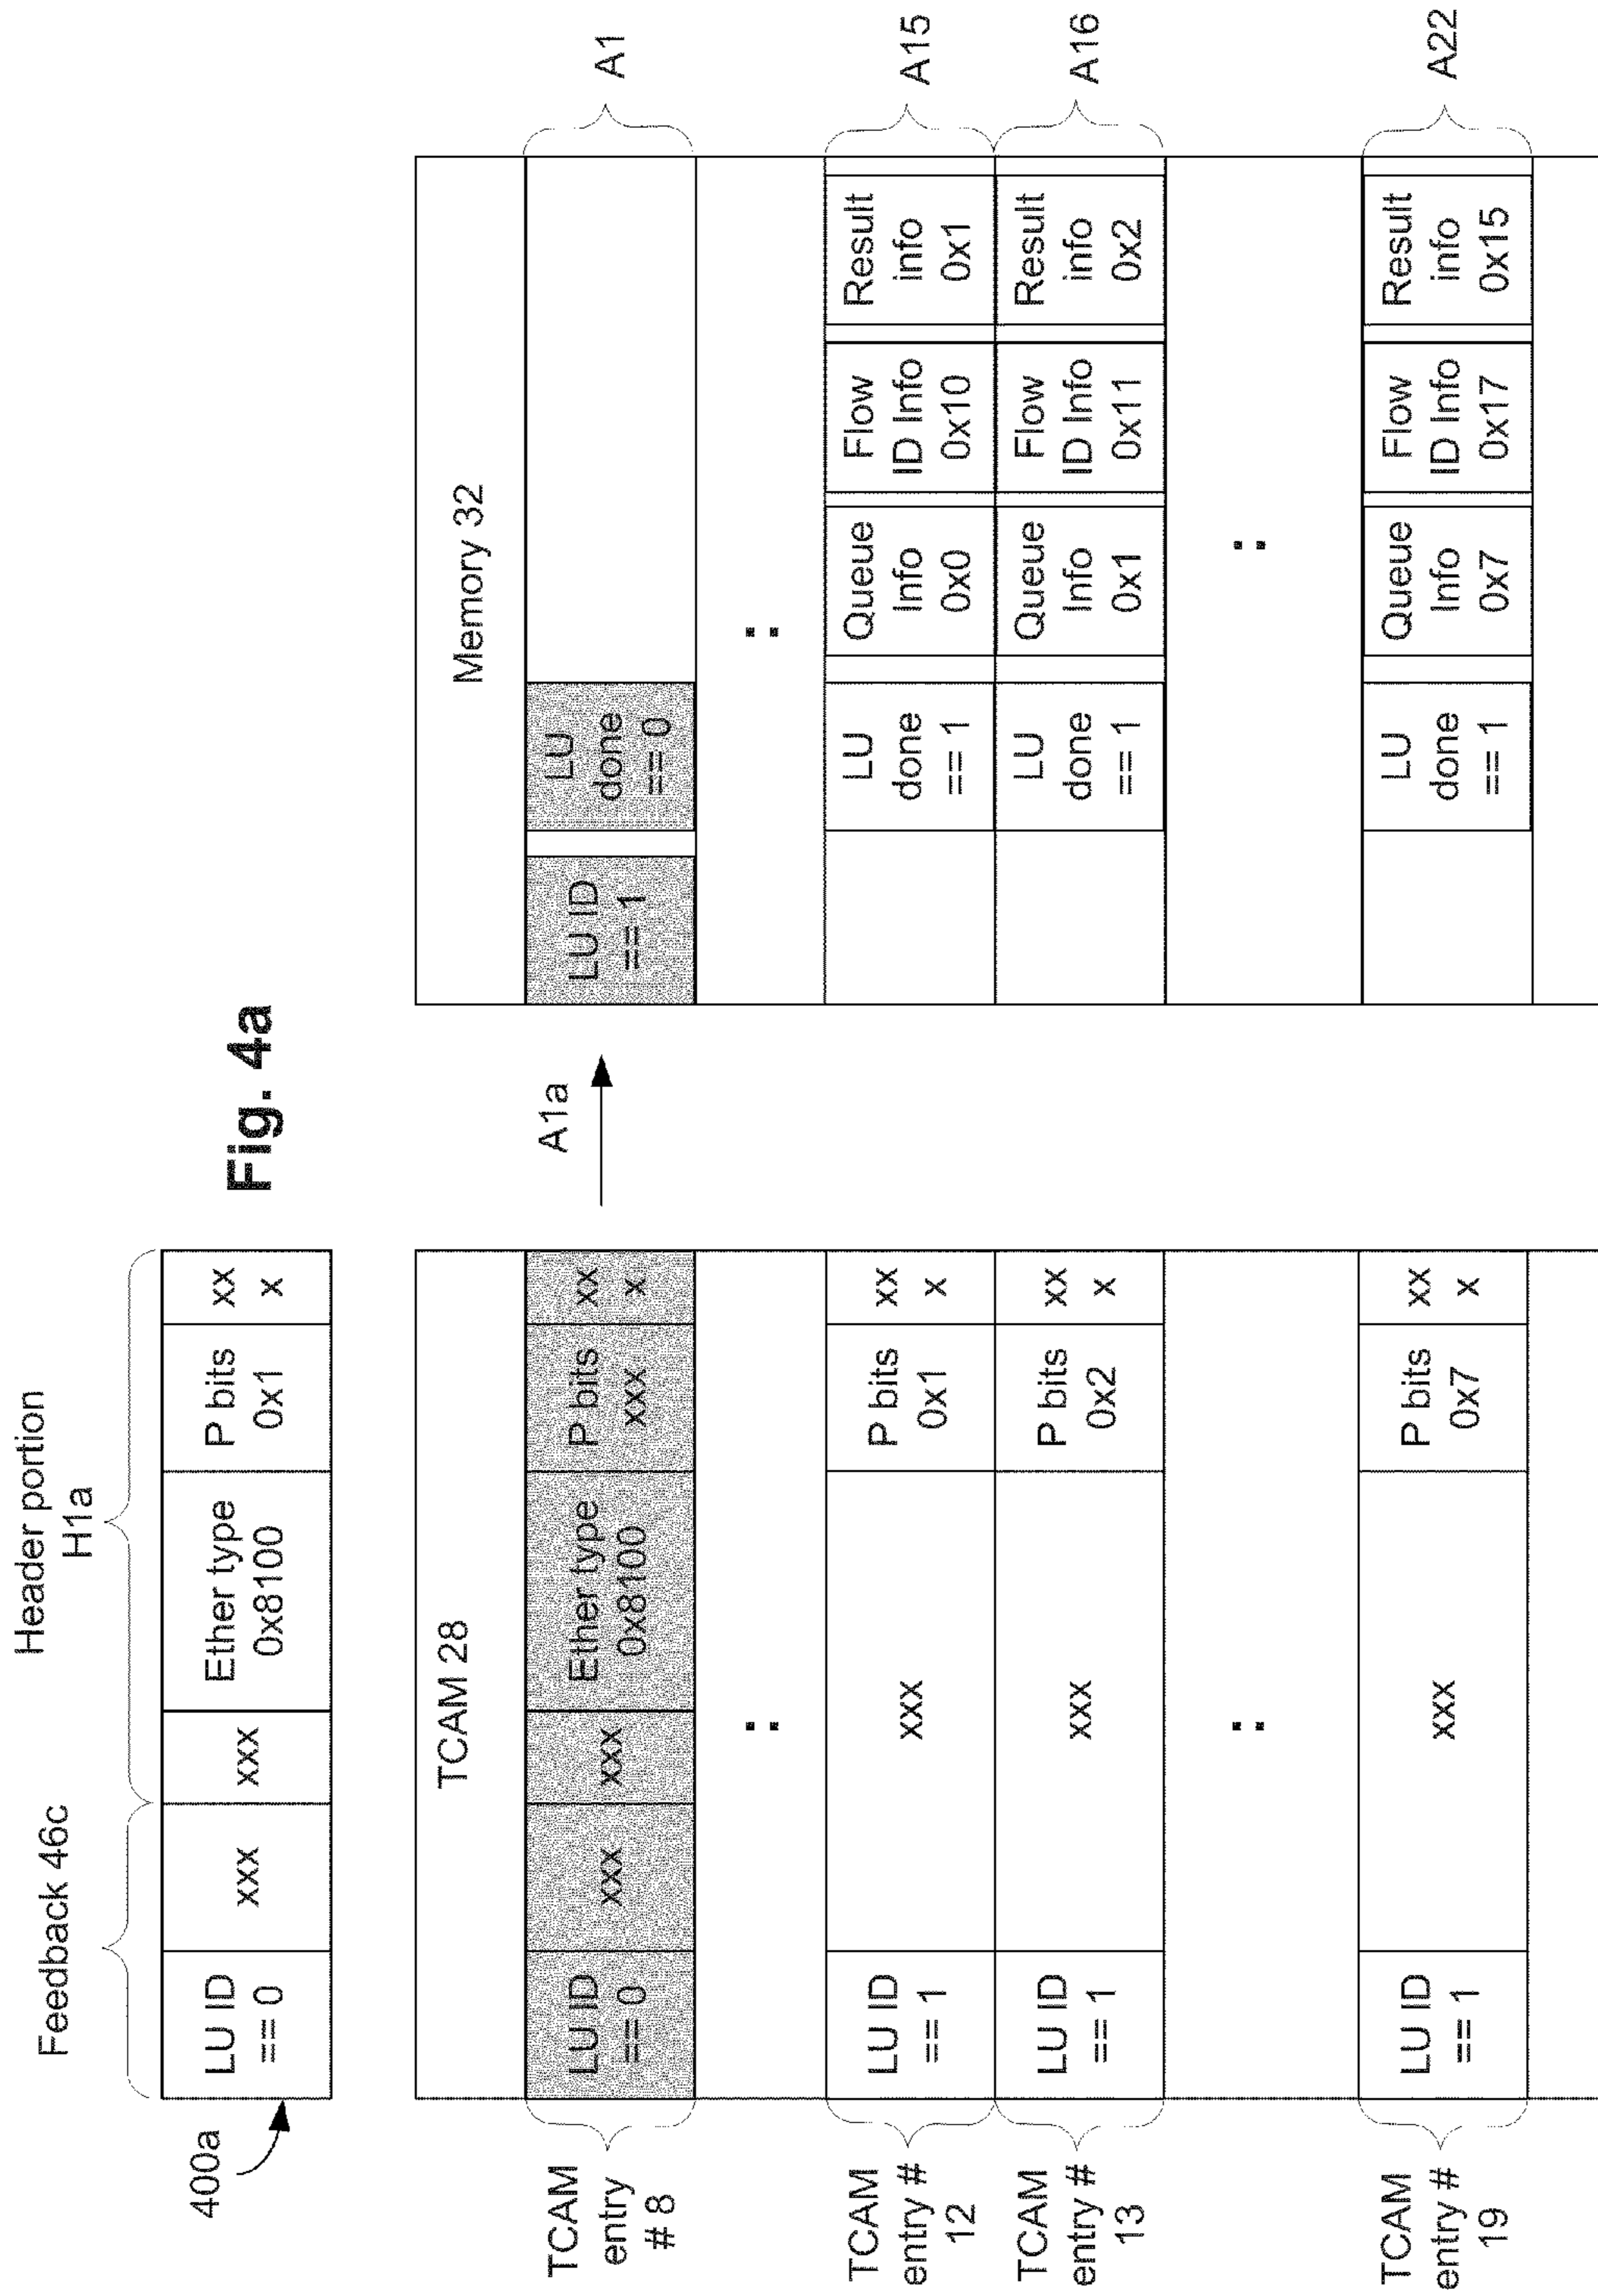 Fig. 4a
Feedback 46c
Header portion
H1a
400a
LU ID
== 0
xxx
xxx
Ether type
0x8100
P bits
0x1
xx
x
TCAM 28
TCAM
entry
# 8
LU ID
== 0
xxx
xxx
Ether type
0x8100
P bits
xxx
xx
x
:
TCAM
entry #
12
LU ID
== 1
xxx
P bits
0x1
xx
x
TCAM
entry #
13
LU ID
== 1
xxx
P bits
0x2
xx
x
:
TCAM
entry #
19
LU ID
== 1
xxx
P bits
0x7
xx
x
A1a
Memory 32
LU ID
== 1
LU
done
== 0
A1
:
LU
done
== 1
Queue
Info
0x0
Flow
ID Info
0x10
Result
info
0x1
A15
LU
done
== 1
Queue
Info
0x1
Flow
ID Info
0x11
Result
info
0x2
A16
:
LU
done
== 1
Queue
Info
0x7
Flow
ID Info
0x17
Result
info
0x15
A22